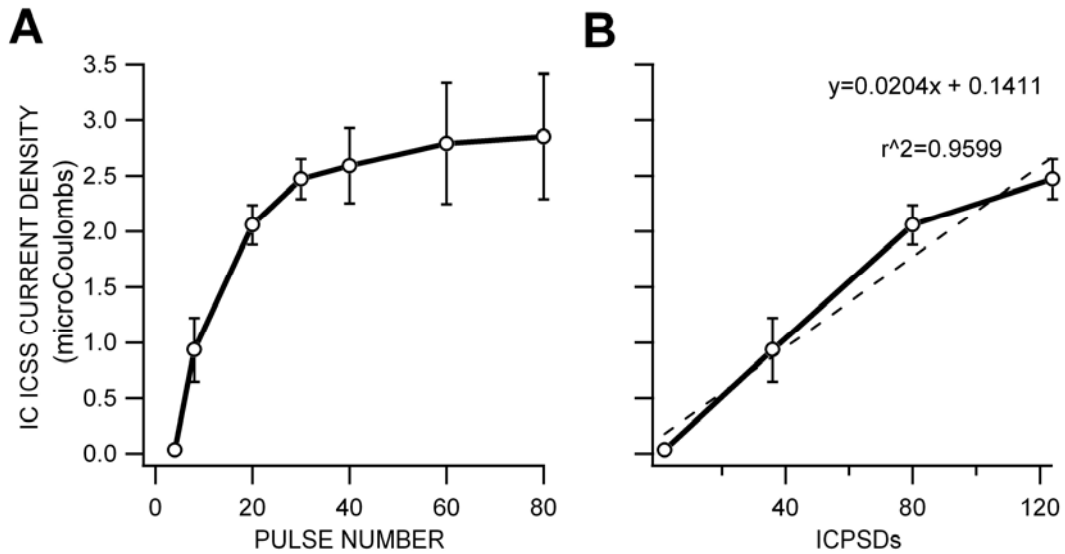 A
B
3.5
3.0
2.5
2.0
1.5
1.0
0.5
0.0
IC ICSS CURRENT DENSITY
(microCoulombs)
0
20
40
60
80
PULSE NUMBER
y=0.0204x + 0.1411
r^2=0.9599
40
80
120
ICPSDs